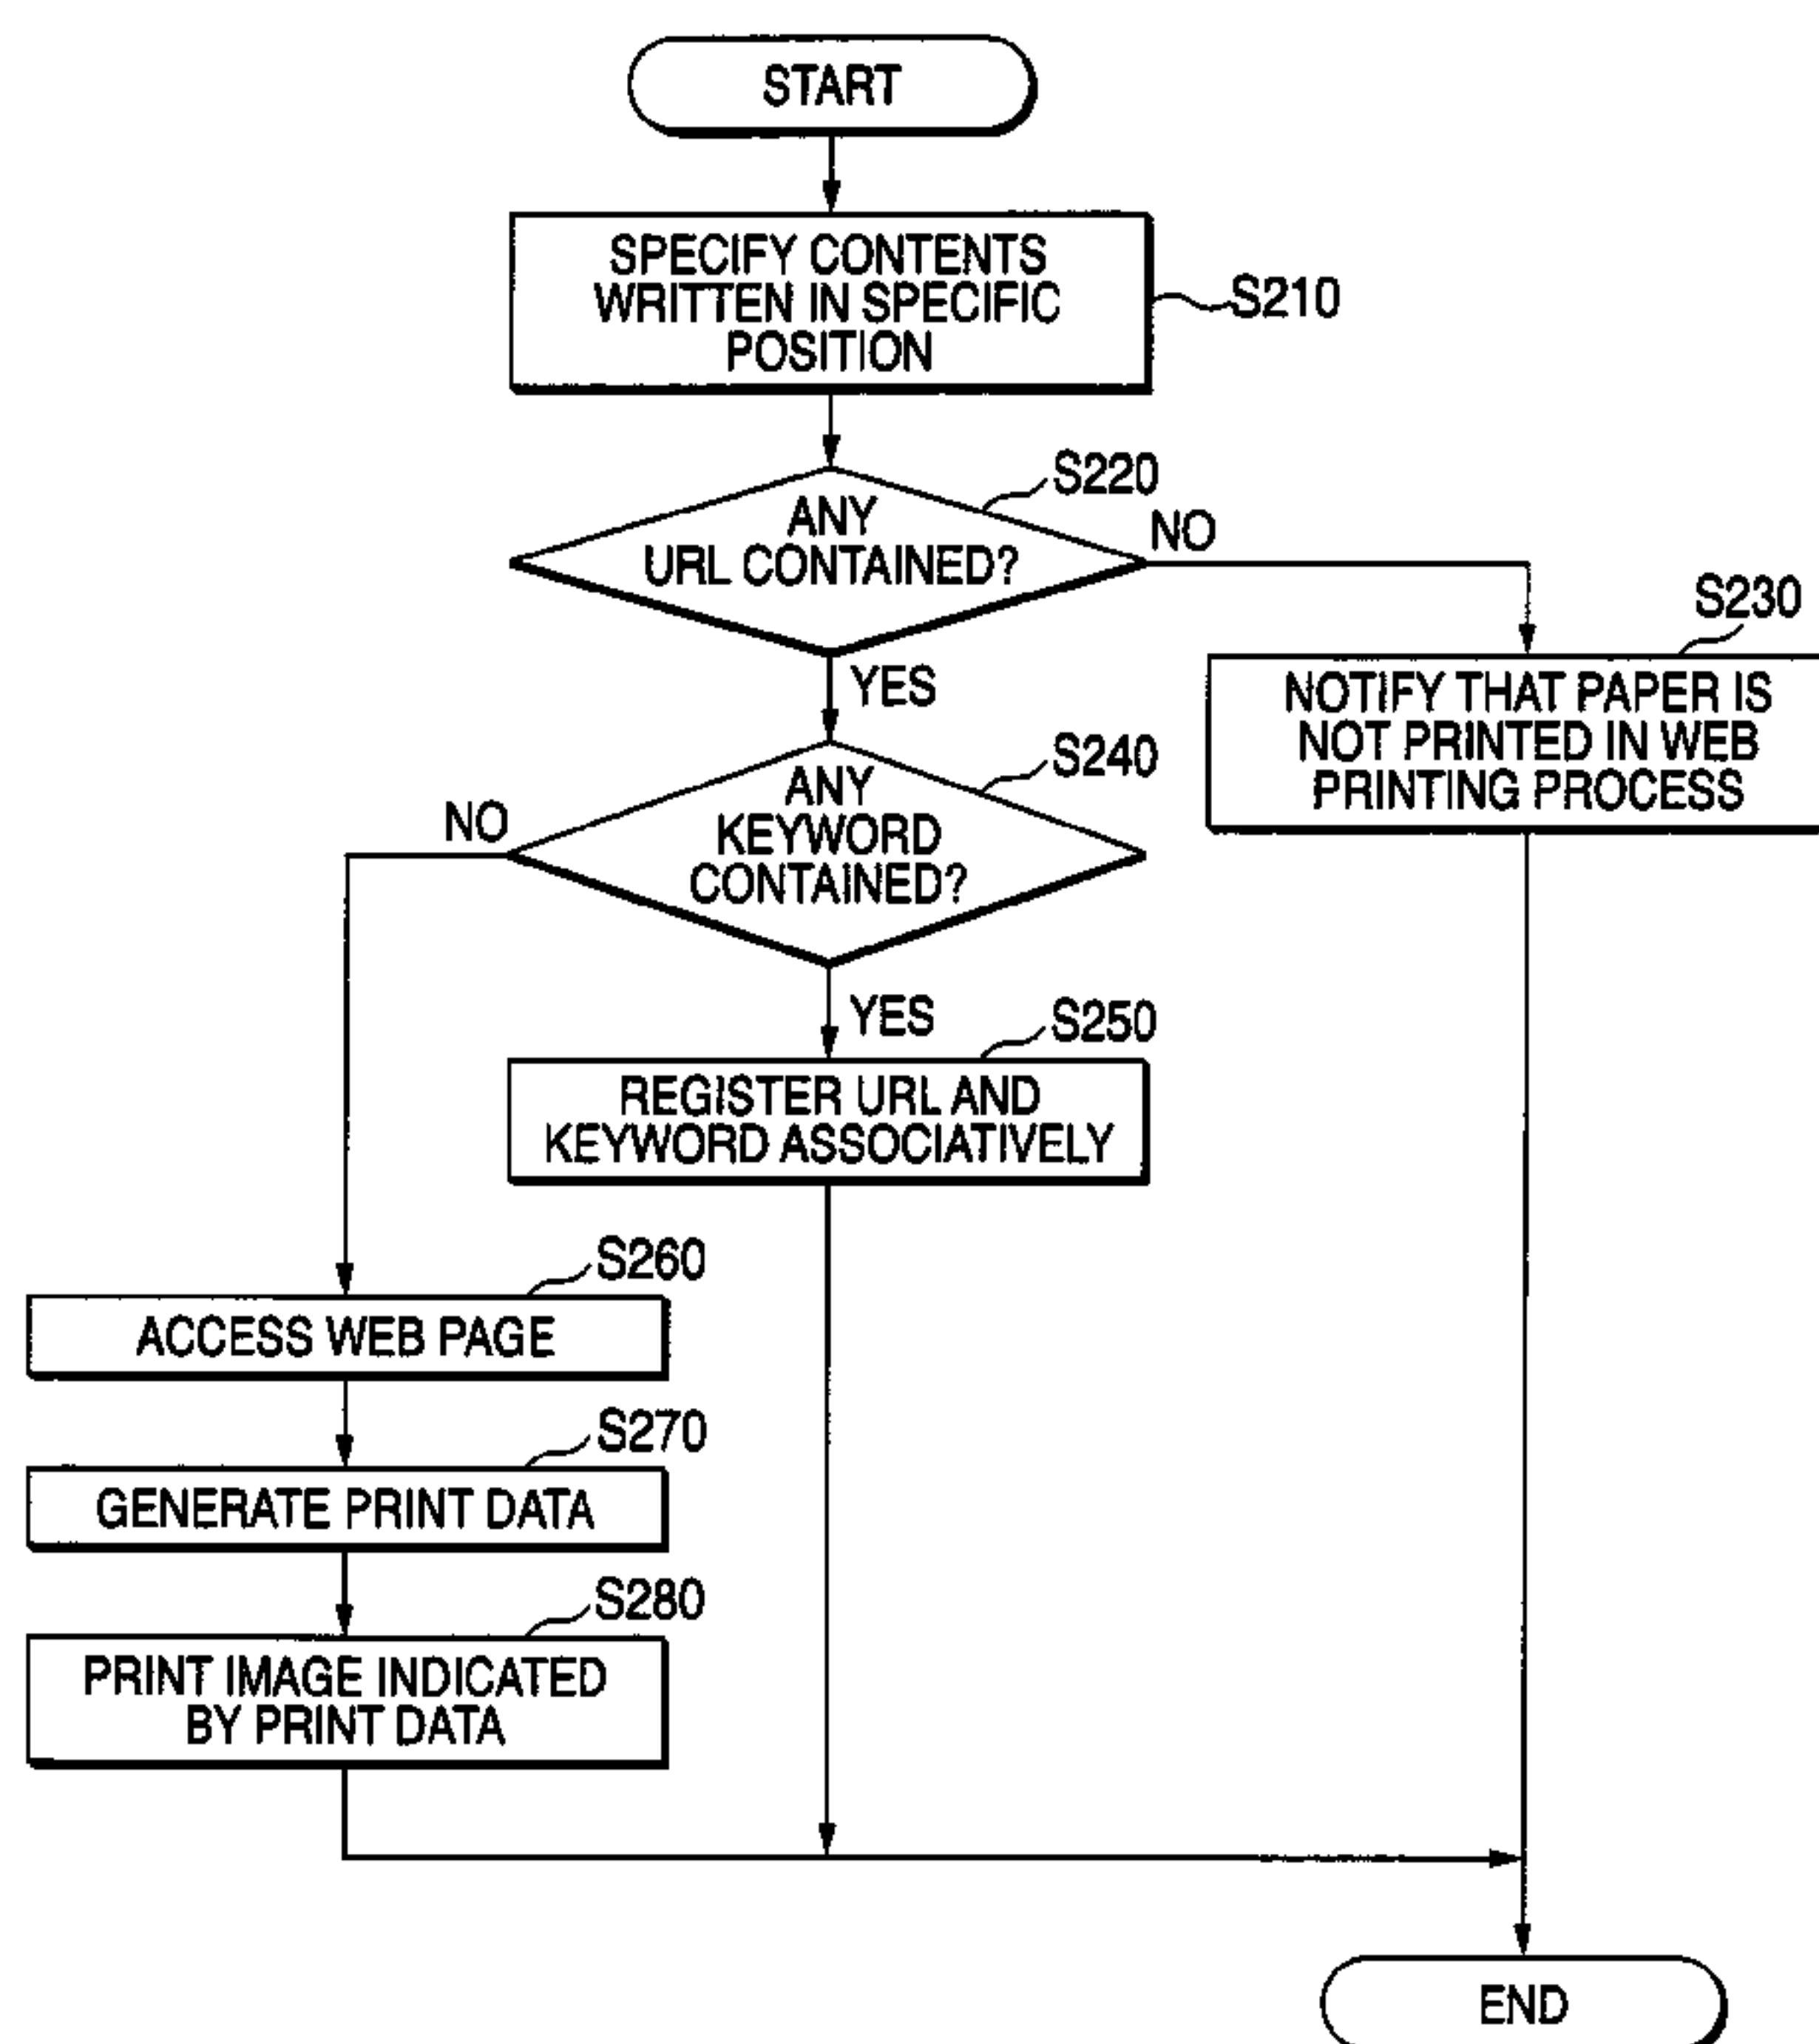 START
SPECIFY CONTENTS
WRITTEN IN SPECIFIC
POSITION
S210
S220
ANY
URL CONTAINED?
NO
YES
S230
NOTIFY THAT PAPER IS
NOT PRINTED IN WEB
PRINTING PROCESS
S240
ANY
KEYWORD
CONTAINED?
NO
YES
S250
REGISTER URL AND
KEYWORD ASSOCIATIVELY
S260
ACCESS WEB PAGE
S270
GENERATE PRINT DATA
S280
PRINT IMAGE INDICATED
BY PRINT DATA
END